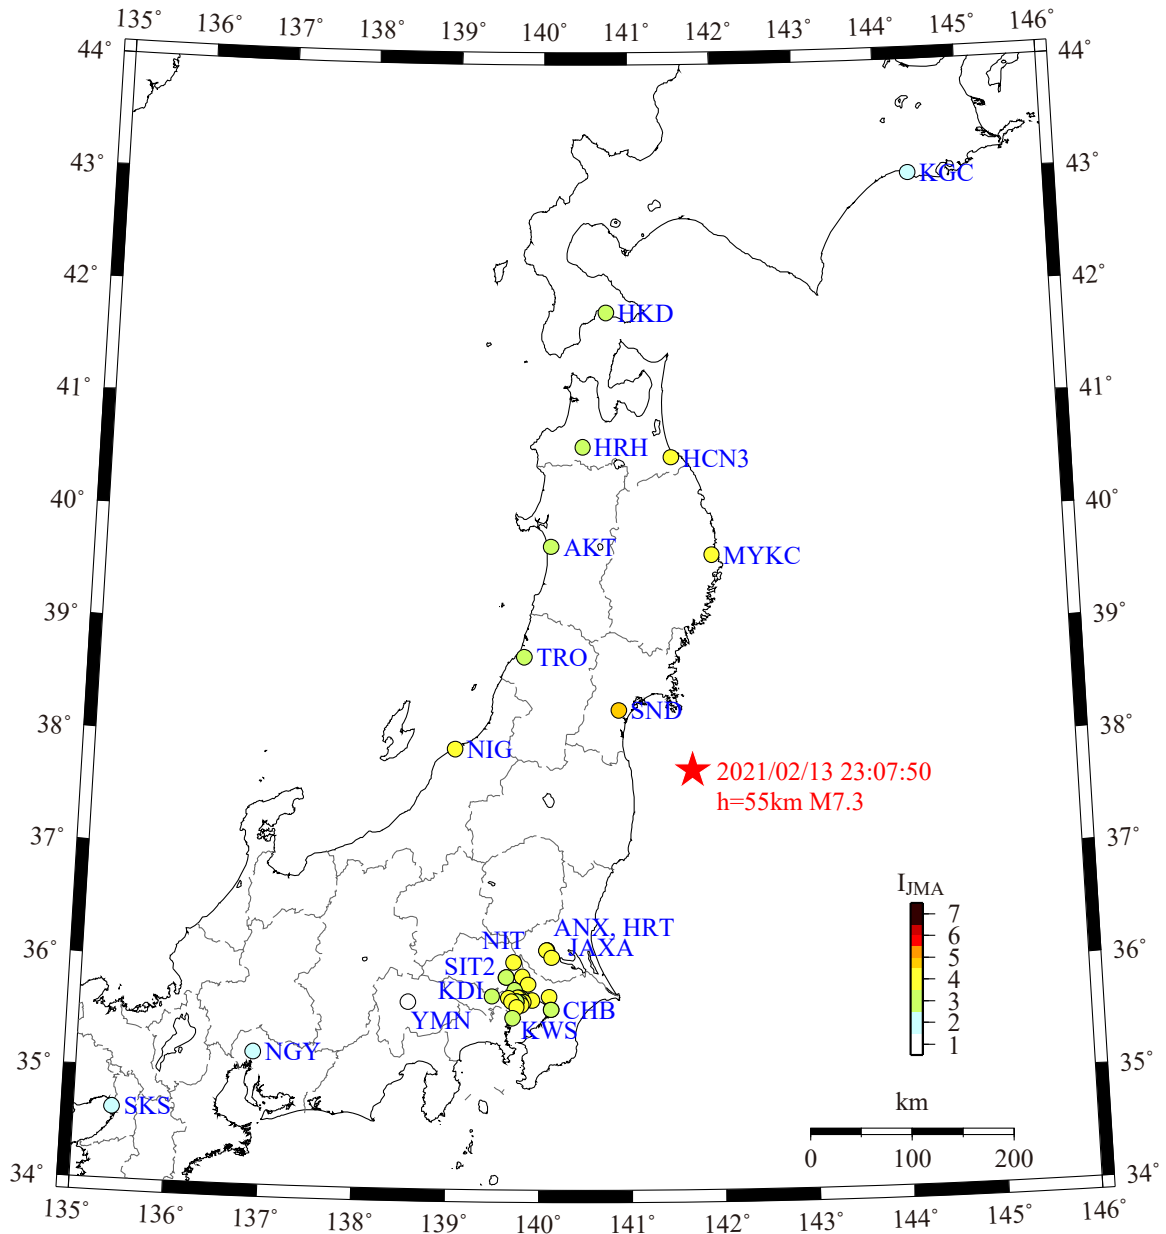 135° 136° 137° 138° 139° 140° 141° 142° 143° 144° 145° 146°
44° 44°
43° 43°
KGC
42° 42°
HKD
41° 41°
HRH
HCN3
40° 40°
AKT
MYKC
39° 39°
TRO
SND
38° 38°
NIG
2021/02/13 23:07:50
h=55km M7.3
37° 37°
I JMA
7
6
5
4
3
2
1
ANX, HRT
NIT
JAXA
36° 36°
SIT2
KDI
CHB
YMN
KWS
NGY
35° 35°
SKS
km
0 100 200
34° 34°
135° 136° 137° 138° 139° 140° 141° 142° 143° 144° 145° 146°